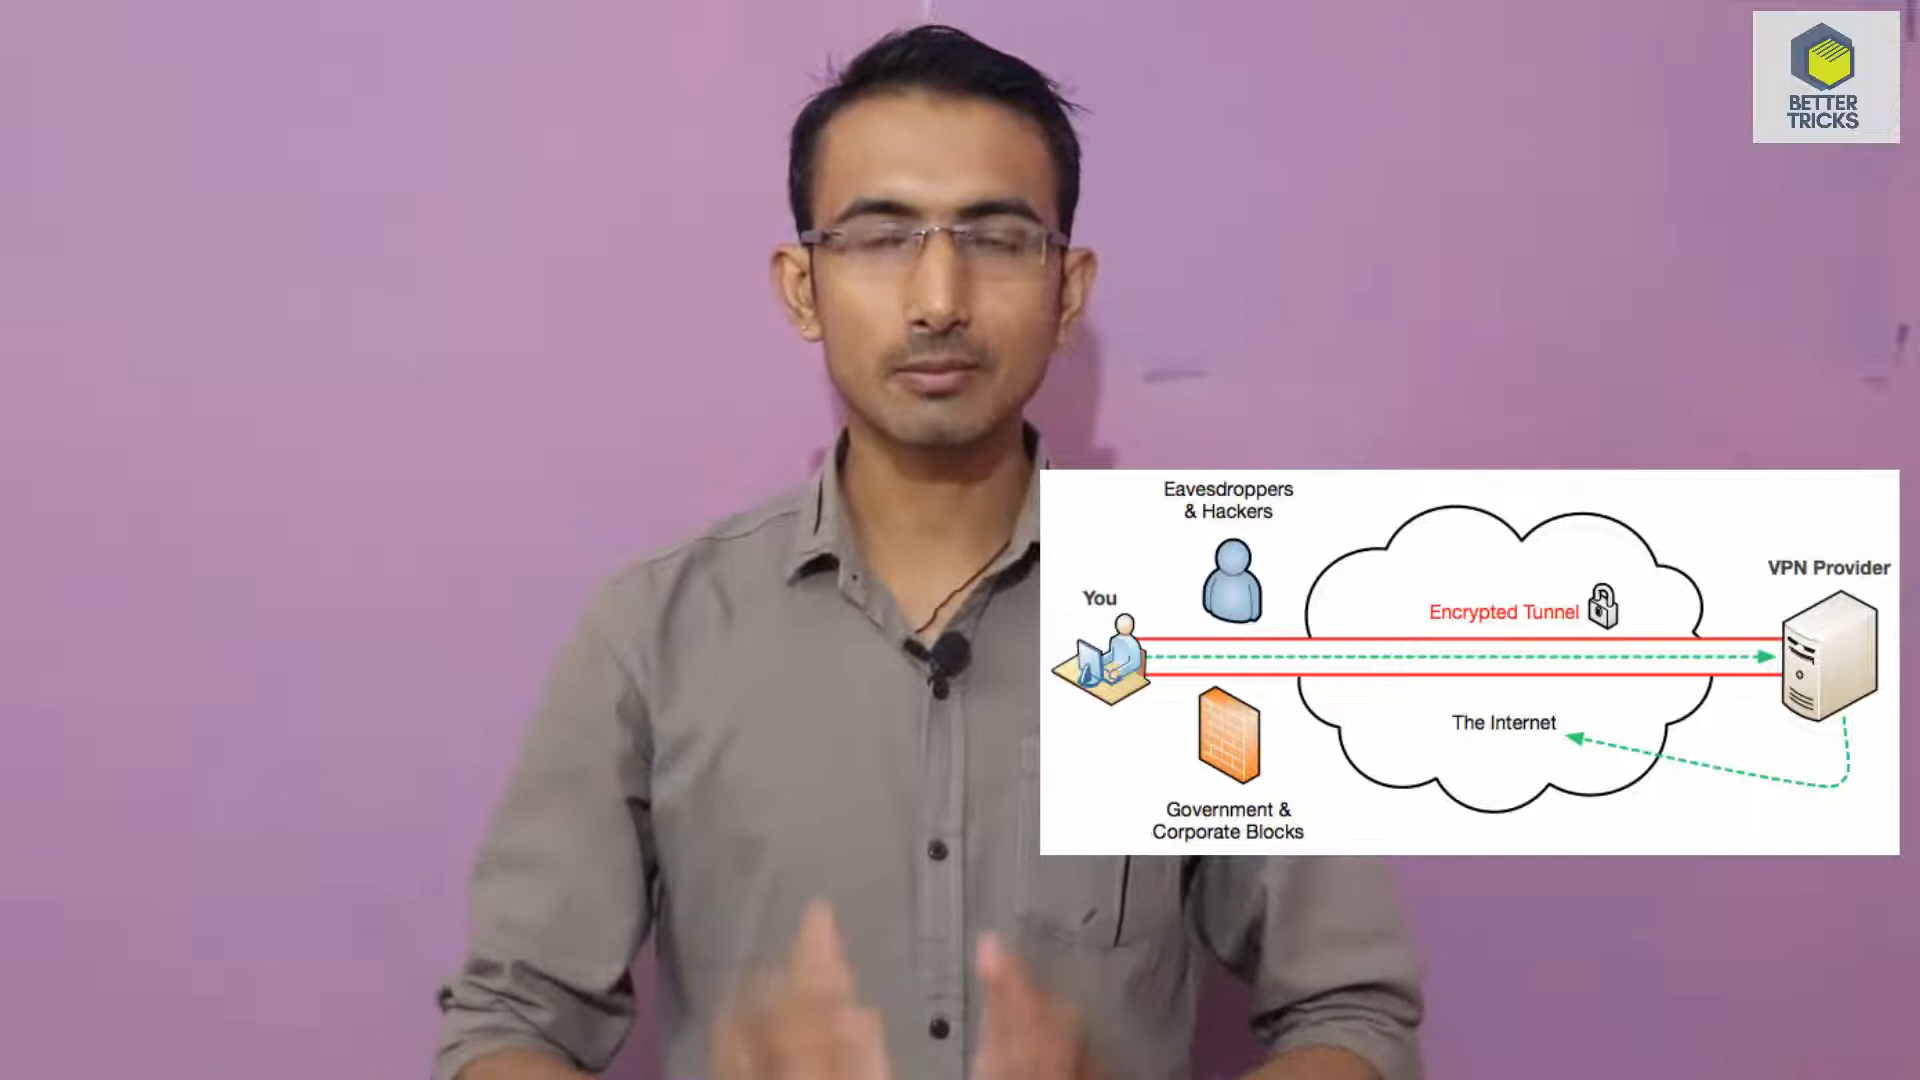 BETTER
TRICKS
Eavesdroppers
& Hackers
VPN Provider
You
Encrypted Tunnel
The Internet
Government &
Corporate Blocks